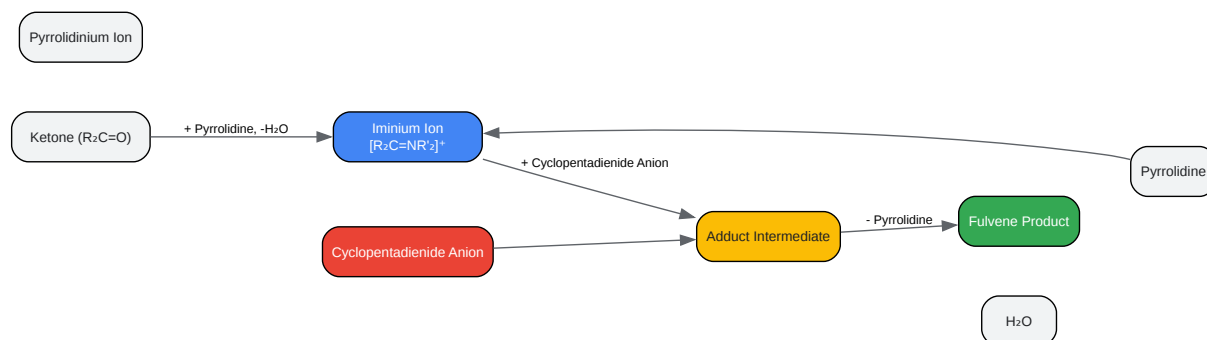 Pyrrolidinium Ion
Ketone (R₂C=O)
+ Pyrrolidine, -H₂O
Iminium Ion
[R₂C=NR'₂]⁺
+ Cyclopentadienide Anion
Pyrrolidine
Cyclopentadienide Anion
Adduct Intermediate
- Pyrrolidine
Fulvene Product
H₂O